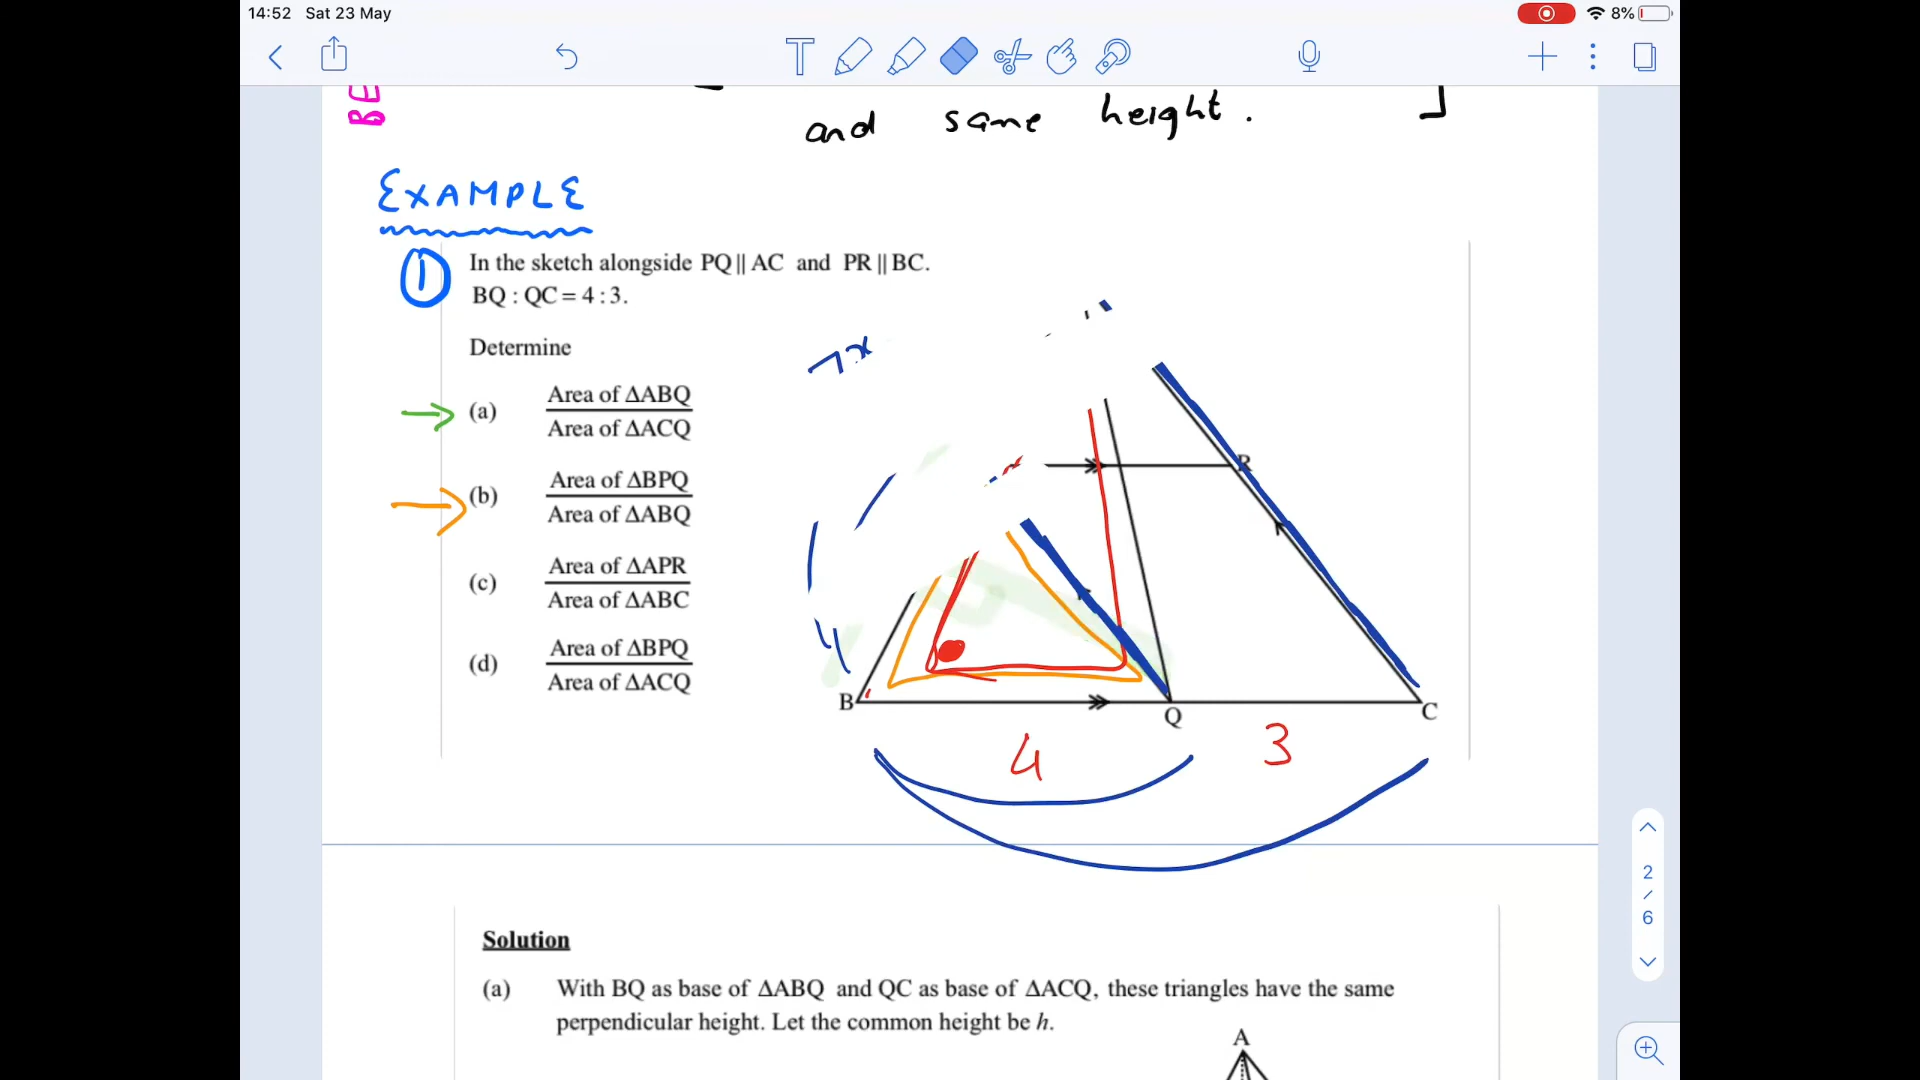 14:52 Sat 23 May 8%
BE
and same height.
EXAMPLE
1 In the sketch alongside PQ || AC and PR || BC.
BQ : QC = 4 : 3.
Determine
7x
(a) Area of ΔABQ
Area of ΔACQ
(b) Area of ΔBPQ
Area of ΔABQ
(c) Area of ΔAPR
Area of ΔABC
(d) Area of ΔBPQ
Area of ΔACQ
R
4
B Q C
4 3
2
/
6
Solution
(a) With BQ as base of ΔABQ and QC as base of ΔACQ, these triangles have the same
perpendicular height. Let the common height be h.
A